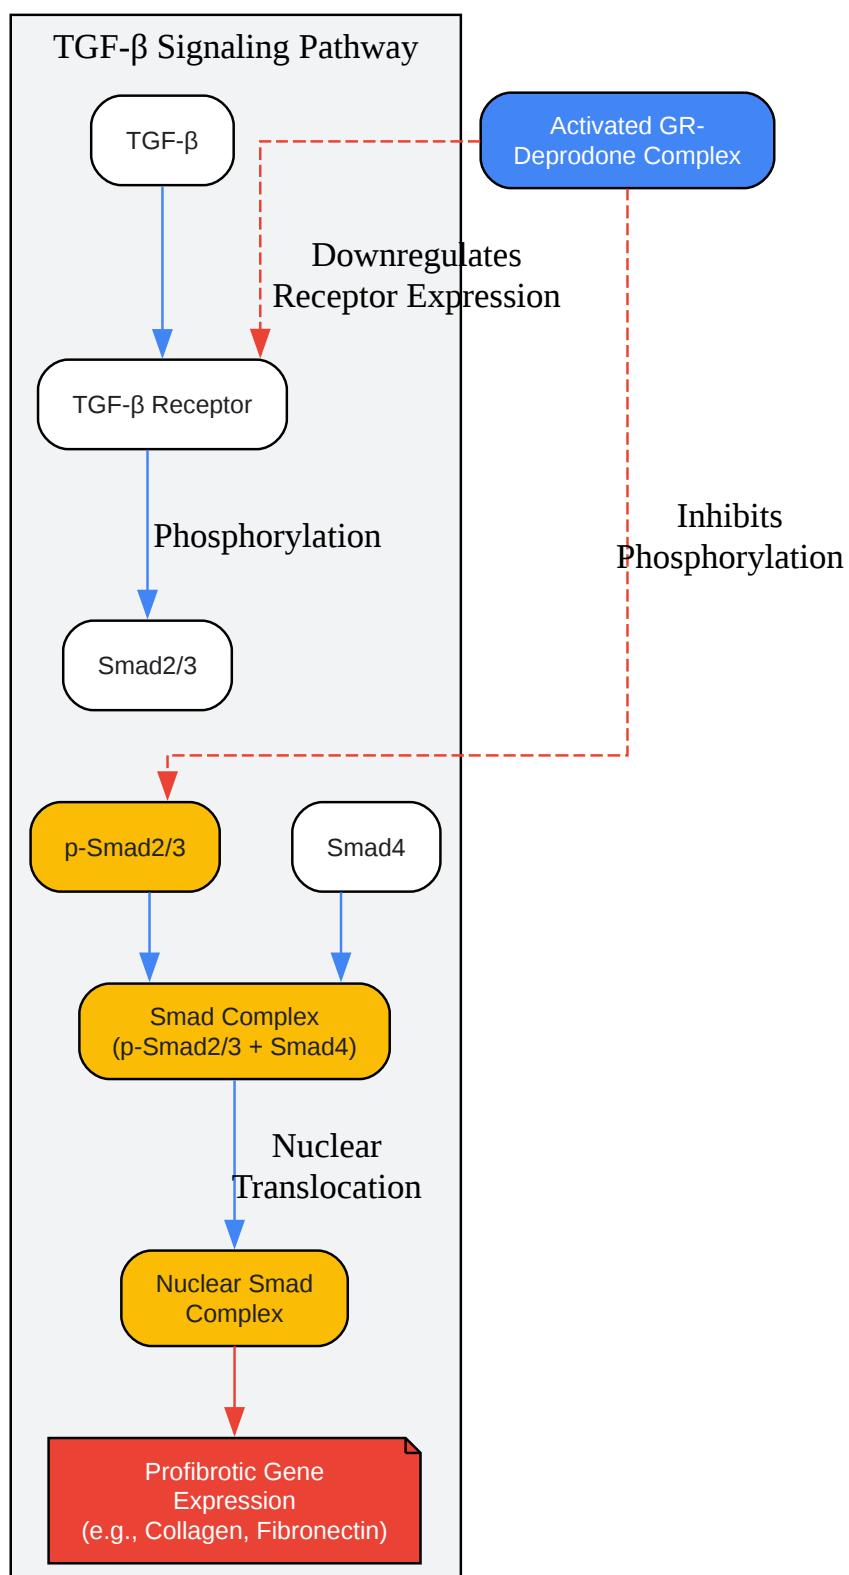 TGF-β Signaling Pathway
TGF-β
Activated GR-
Deprodone Complex
Downregulates
Receptor Expression
TGF-β Receptor
Phosphorylation
Inhibits
Phosphorylation
Smad2/3
p-Smad2/3
Smad4
Smad Complex
(p-Smad2/3 + Smad4)
Nuclear
Translocation
Nuclear Smad
Complex
Profibrotic Gene
Expression
(e.g., Collagen, Fibronectin)